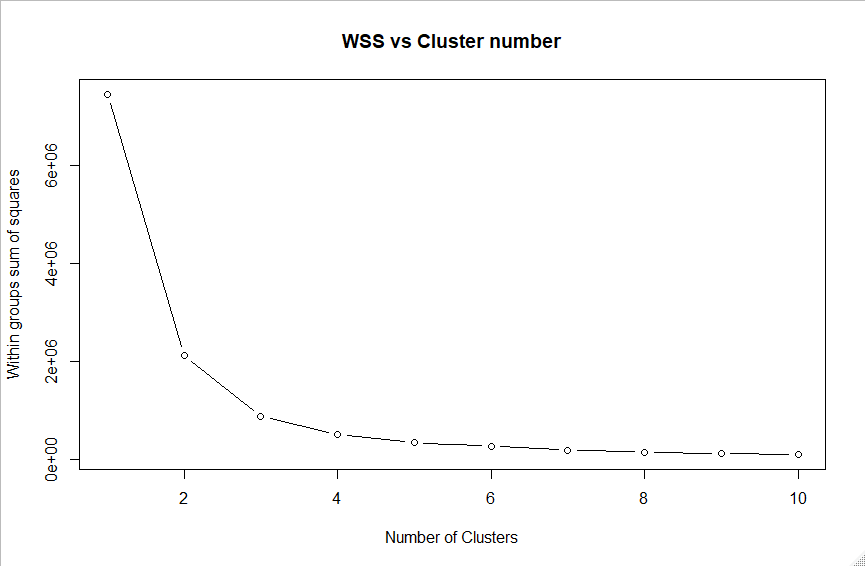 WSS vs Cluster number
Within groups sum of squares
6e+06
4e+06
2e+06
0e+00
2 4 6 8 10
Number of Clusters